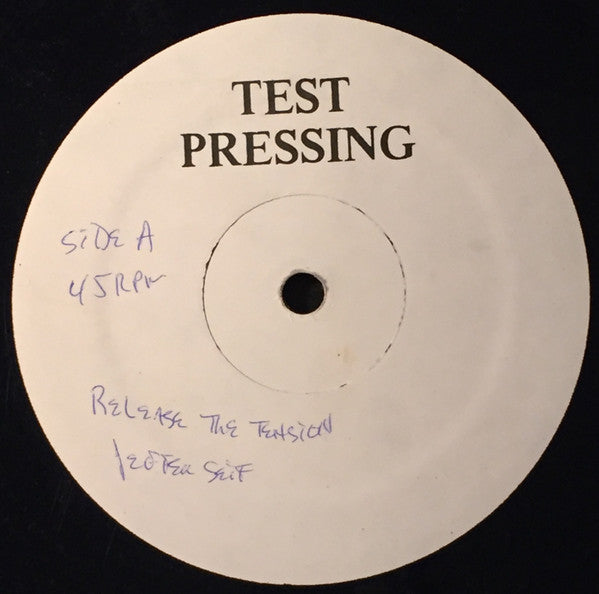 TEST
PRESSING
SiDE A
45RPM
RELEASE THE TENSION